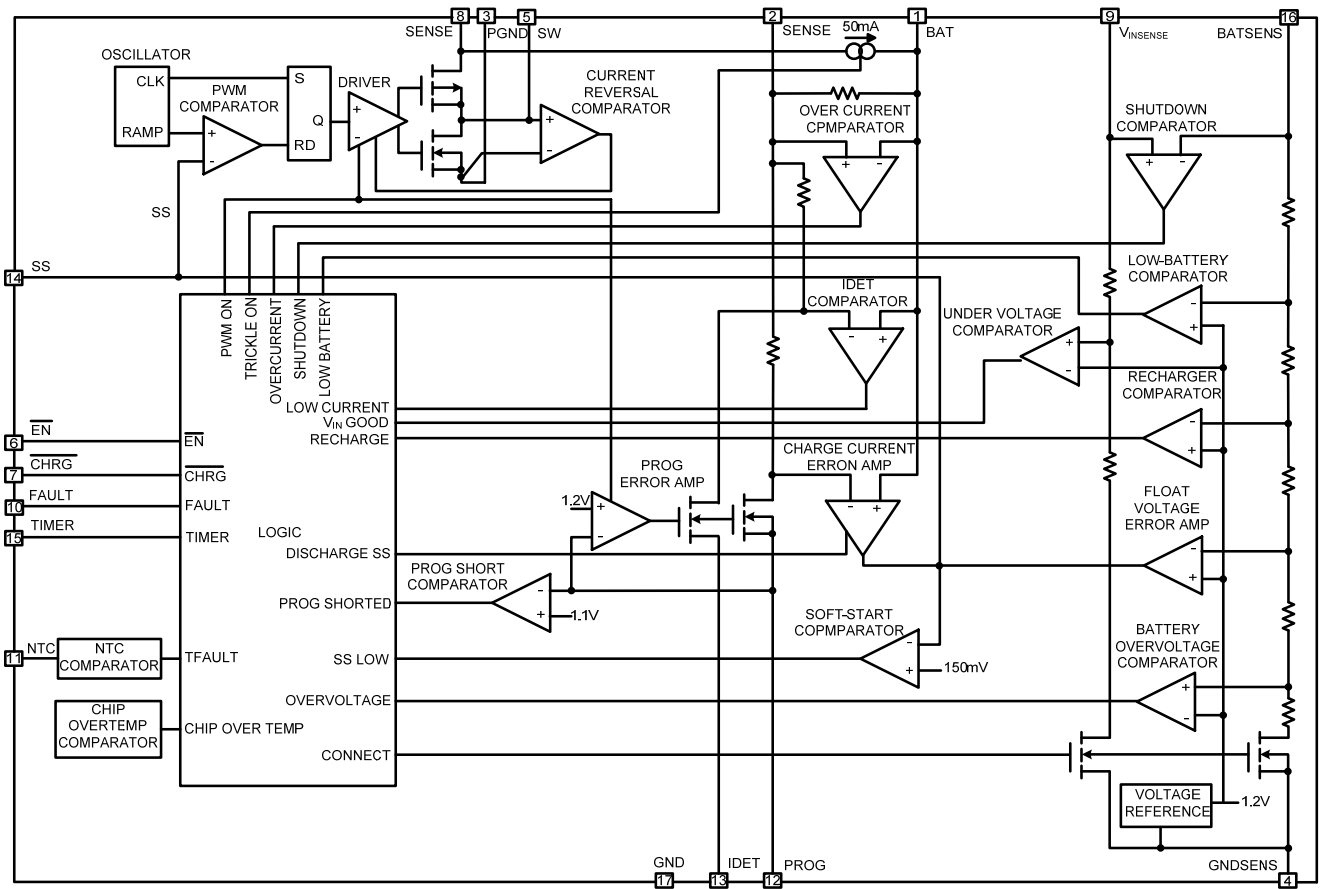 8
3
5
2
1
9
16
SENSE
PGND
SW
SENSE
50mA
BAT
VINSENSE
BATSENS
OSCILLATOR
CLK
RAMP
PWM
COMPARATOR
S
Q
RD
DRIVER
CURRENT
REVERSAL
COMPARATOR
OVER CURRENT
CPMPARATOR
SHUTDOWN
COMPARATOR
+
-
+
-
+
-
+
-
+
-
SS
14
SS
PWM ON
TRICKLE ON
OVERCURRENT
SHUTDOWN
LOW BATTERY
IDET
COMPARATOR
-
+
UNDER VOLTAGE
COMPARATOR
+
-
LOW-BATTERY
COMPARATOR
-
+
RECHARGER
COMPARATOR
-
+
LOW CURRENT
VIN GOOD
RECHARGE
6
EN
EN
7
CHRG
CHRG
10
FAULT
FAULT
15
TIMER
TIMER
LOGIC
DISCHARGE SS
PROG
ERROR AMP
1.2V
+
-
CHARGE CURRENT
ERRON AMP
-
+
FLOAT
VOLTAGE
ERROR AMP
-
+
PROG SHORT
COMPARATOR
-
+
1.1V
PROG SHORTED
SOFT-START
COPMPARATOR
-
+
150mV
BATTERY
OVERVOLTAGE
COMPARATOR
+
-
11
NTC
NTC
COMPARATOR
TFAULT
SS LOW
OVERVOLTAGE
CHIP
OVERTEMP
COMPARATOR
CHIP OVER TEMP
CONNECT
VOLTAGE
REFERENCE
1.2V
GND
17
IDET
13
PROG
12
GNDSENS
4